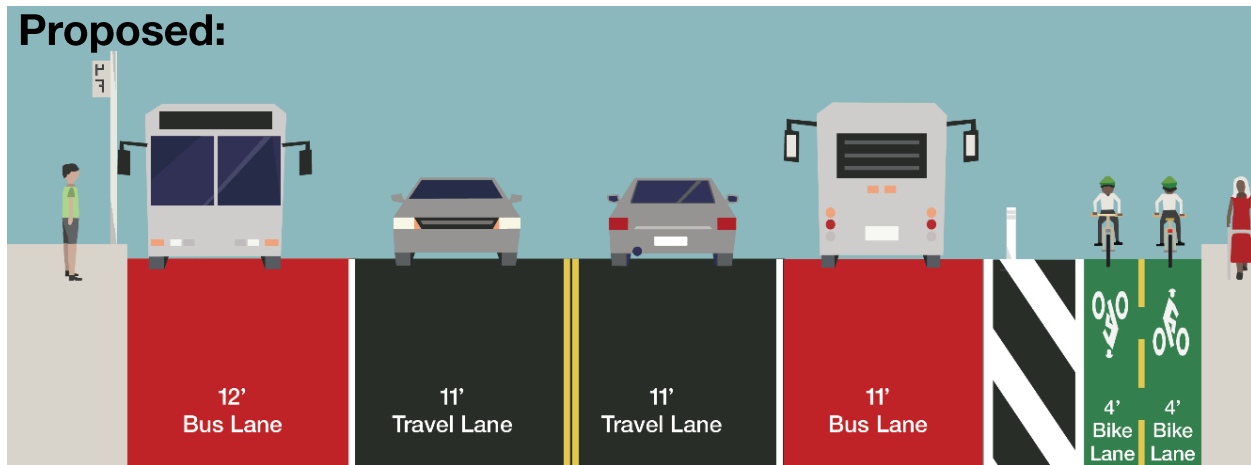 Proposed:
12’
Bus Lane
11’
Travel Lane
11’
Travel Lane
11’
Bus Lane
4’
Bike
Lane
4’
Bike
Lane